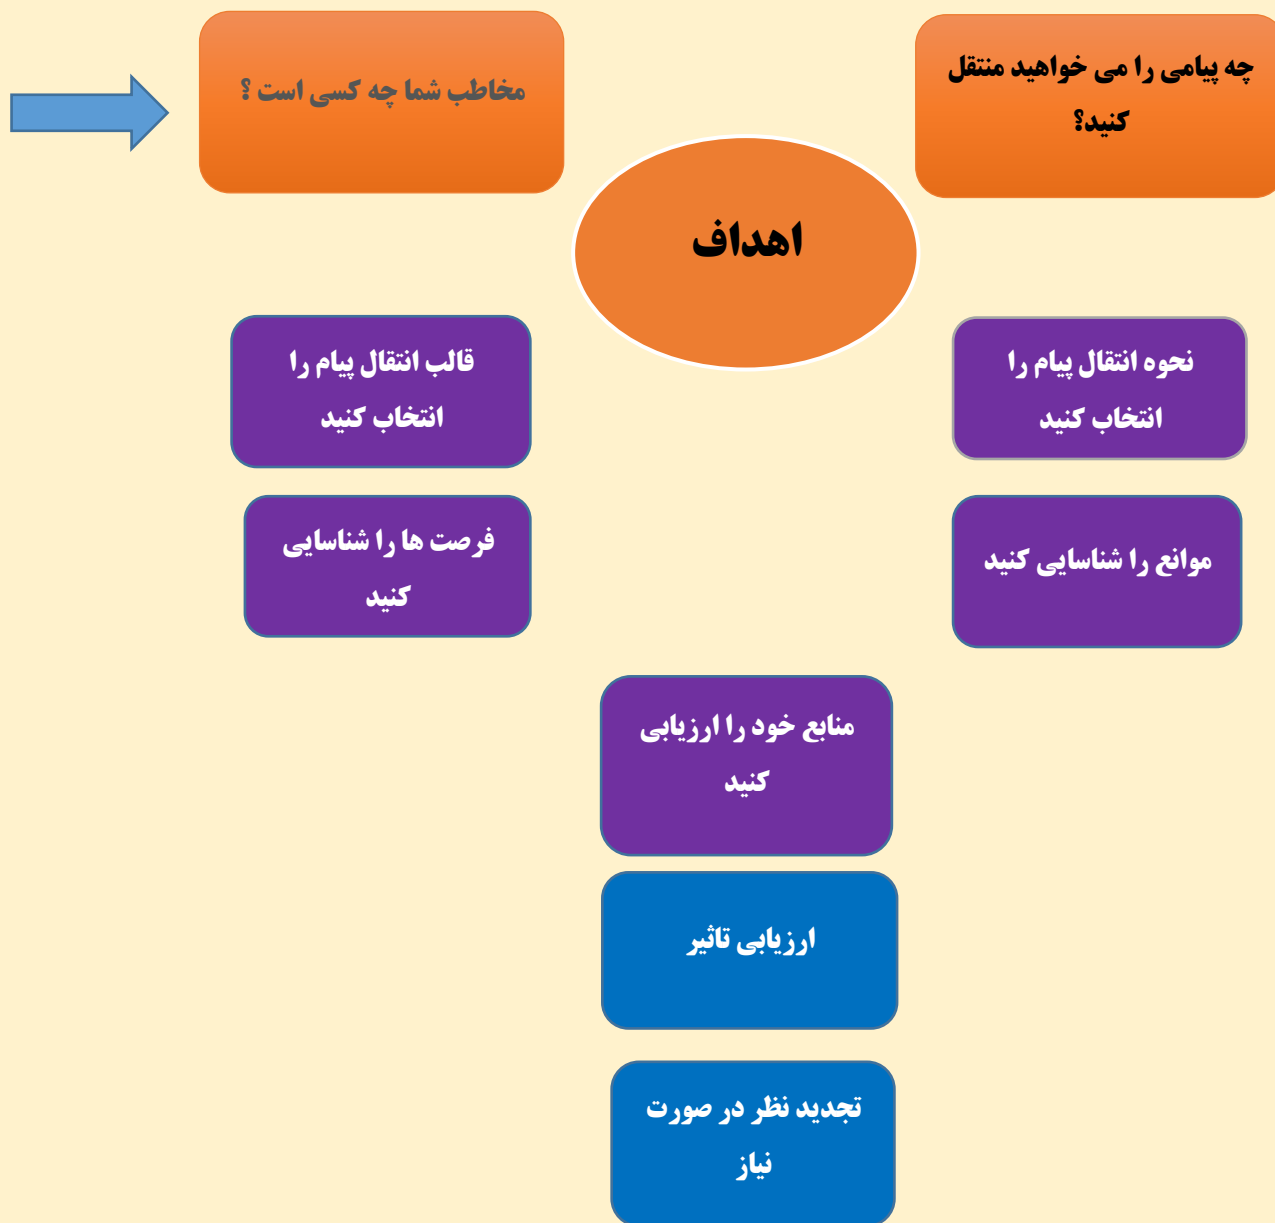 چه پیامی را می خواهید منتقل
کنید؟
مخاطب شما چه کسی است ؟
اهداف
نحوه انتقال پیام را
انتخاب کنید
قالب انتقال پیام را
انتخاب کنید
موانع را شناسایی کنید
فرصت ها را شناسایی
کنید
منابع خود را ارزیابی
کنید
ارزیابی تاثیر
تجدید نظر در صورت
نیاز